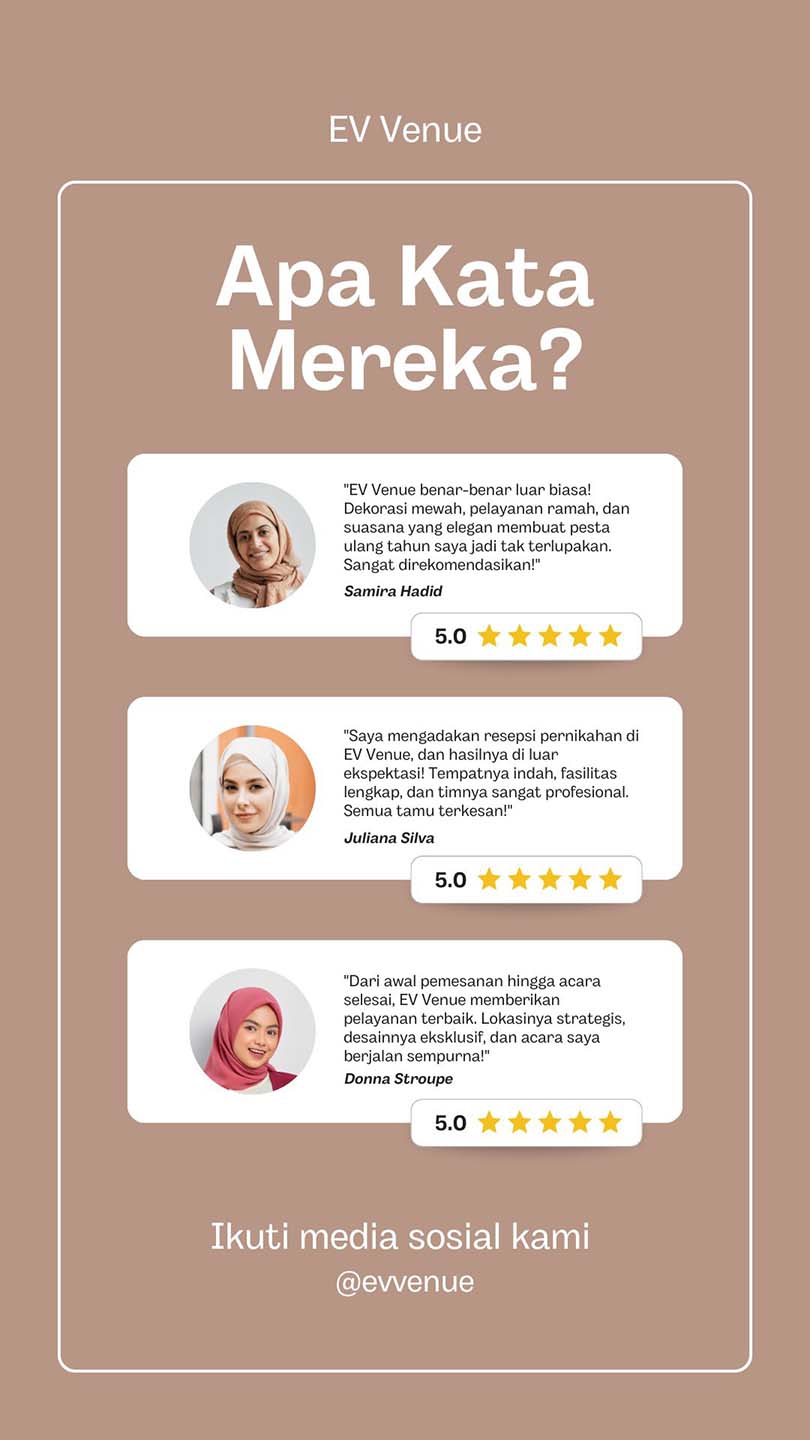 EV Venue
Apa Kata
Mereka?
"EV Venue benar-benar luar biasa!
Dekorasi mewah, pelayanan ramah, dan
suasana yang elegan membuat pesta
ulang tahun saya jadi tak terlupakan.
Sangat direkomendasikan!"
Samira Hadid
5.0
"Saya mengadakan resepsi pernikahan di
EV Venue, dan hasilnya di luar
ekspektasi! Tempatnya indah, fasilitas
lengkap, dan timnya sangat profesional.
Semua tamu terkesan!"
Juliana Silva
5.0
"Dari awal pemesanan hingga acara
selesai, EV Venue memberikan
pelayanan terbaik. Lokasinya strategis,
desainnya eksklusif, dan acara saya
berjalan sempurna!"
Donna Stroupe
5.0
Ikuti media sosial kami
@evvenue